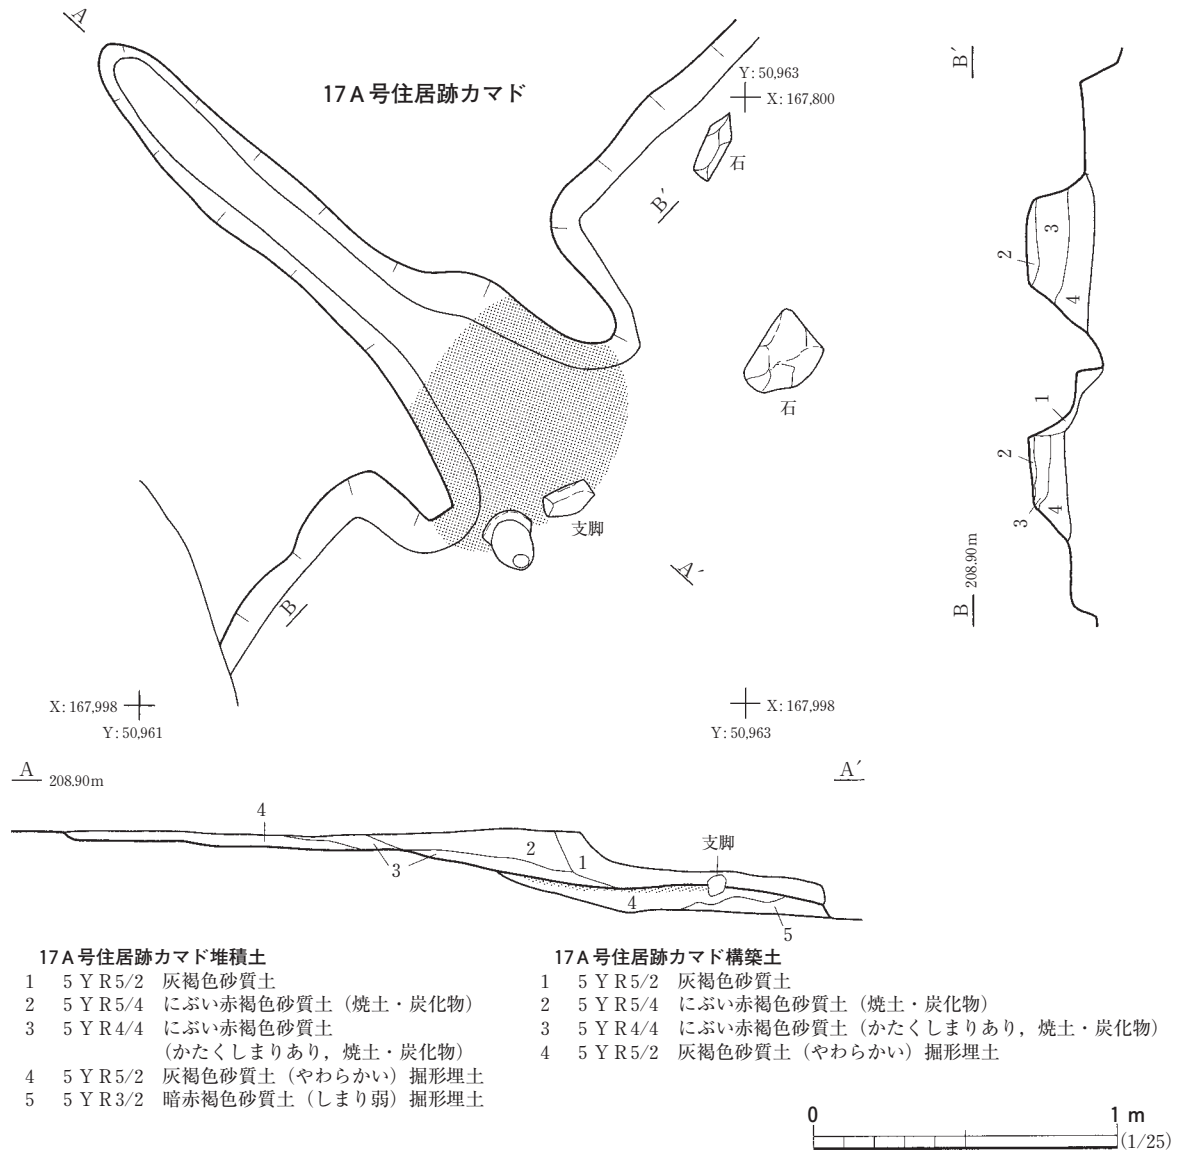 A
17A号住居跡カマド
Y: 50,963
X: 167,800
石
B′
石
支脚
A′
B
X: 167,998
Y: 50,961
X: 167,998
Y: 50,963
B′
2
3
4
1
2
3
4
B 208.90m
A 208.90m
A′
4
3
2
1
支脚
4
5
17A号住居跡カマド堆積土
1 5YR5/2 灰褐色砂質土
2 5YR5/4 にぶい赤褐色砂質土（焼土・炭化物）
3 5YR4/4 にぶい赤褐色砂質土
（かたくしまりあり，焼土・炭化物）
4 5YR5/2 灰褐色砂質土（やわらかい）掘形埋土
5 5YR3/2 暗赤褐色砂質土（しまり弱）掘形埋土
17A号住居跡カマド構築土
1 5YR5/2 灰褐色砂質土
2 5YR5/4 にぶい赤褐色砂質土（焼土・炭化物）
3 5YR4/4 にぶい赤褐色砂質土（かたくしまりあり，焼土・炭化物）
4 5YR5/2 灰褐色砂質土（やわらかい）掘形埋土
0 1 m
(1/25)